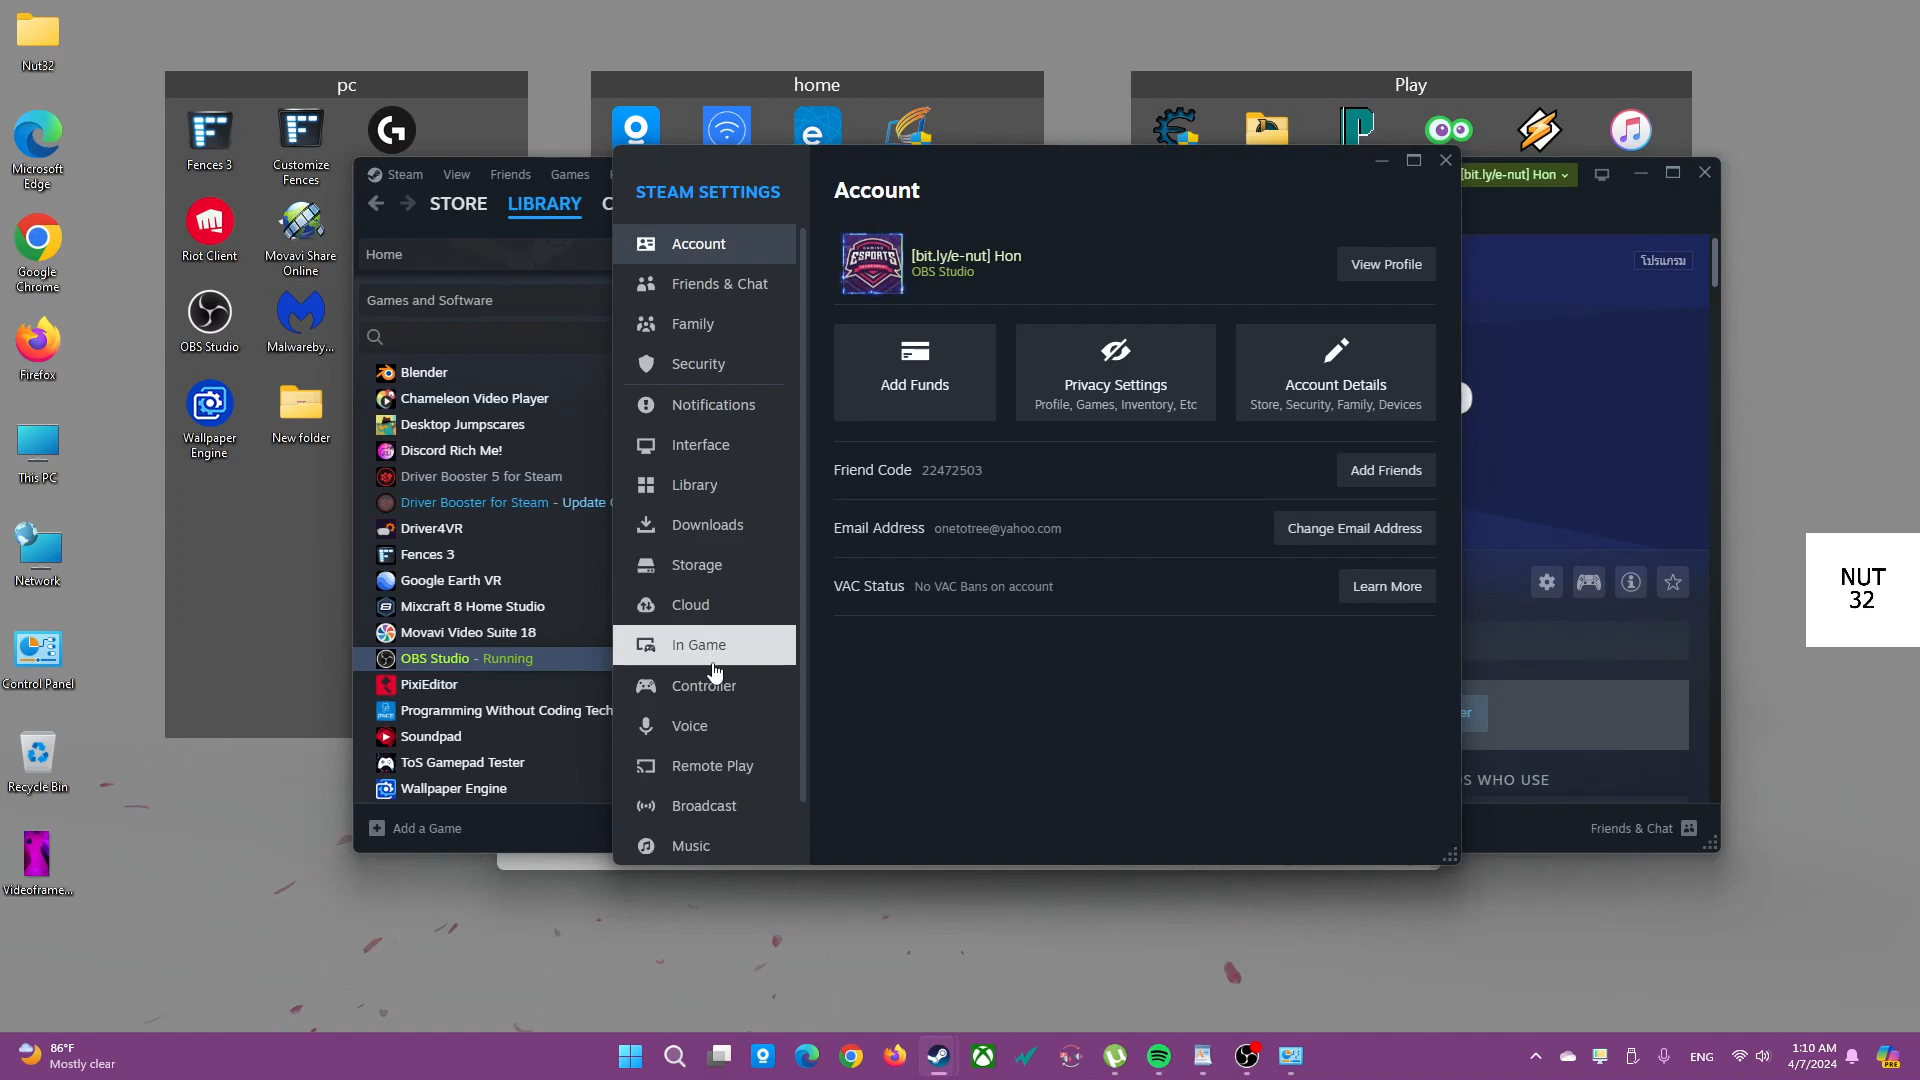 Nut32
Microsoft
Edge
Google
Chrome
Firefox
This PC
Network
Control Panel
Recycle Bin
Videoframe...
pc
Fences 3
Customize
Fences
Riot Client
Movavi Share
Online
OBS Studio
Malwareby...
Wallpaper
Engine
New folder
home
Play
Steam
View
Friends
Games
STORE
LIBRARY
C
Home
Games and Software
Blender
Chameleon Video Player
Desktop Jumpscares
Discord Rich Me!
Driver Booster 5 for Steam
Driver Booster for Steam - Update
Driver4VR
Fences 3
Google Earth VR
Mixcraft 8 Home Studio
Movavi Video Suite 18
OBS Studio - Running
PixiEditor
Programming Without Coding Tech
Soundpad
ToS Gamepad Tester
Wallpaper Engine
Add a Game
STEAM SETTINGS
Account
Friends & Chat
Family
Security
Notifications
Interface
Library
Downloads
Storage
Cloud
In Game
Controller
Voice
Remote Play
Broadcast
Music
Account
[bit.ly/e-nut] Hon
OBS Studio
View Profile
Add Funds
Privacy Settings
Profile, Games, Inventory, Etc
Account Details
Store, Security, Family, Devices
Friend Code 22472503
Add Friends
Email Address onetotree@yahoo.com
Change Email Address
VAC Status No VAC Bans on account
Learn More
[bit.ly/e-nut] Hon
โปรแกรม
er
S WHO USE
Friends & Chat
NUT
32
86°F
Mostly clear
ENG
1:10 AM
4/7/2024
PRE